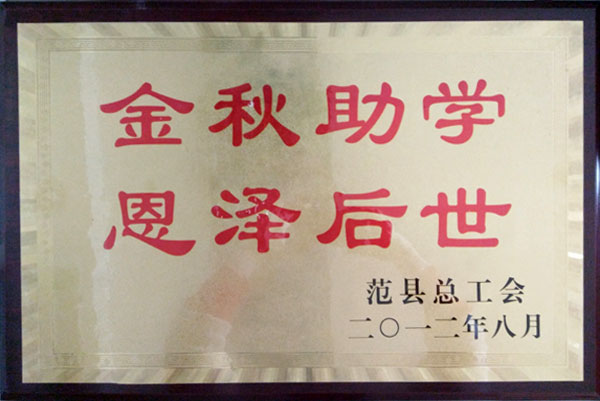 金秋助学
恩泽后世
范县总工会
二〇一二年八月